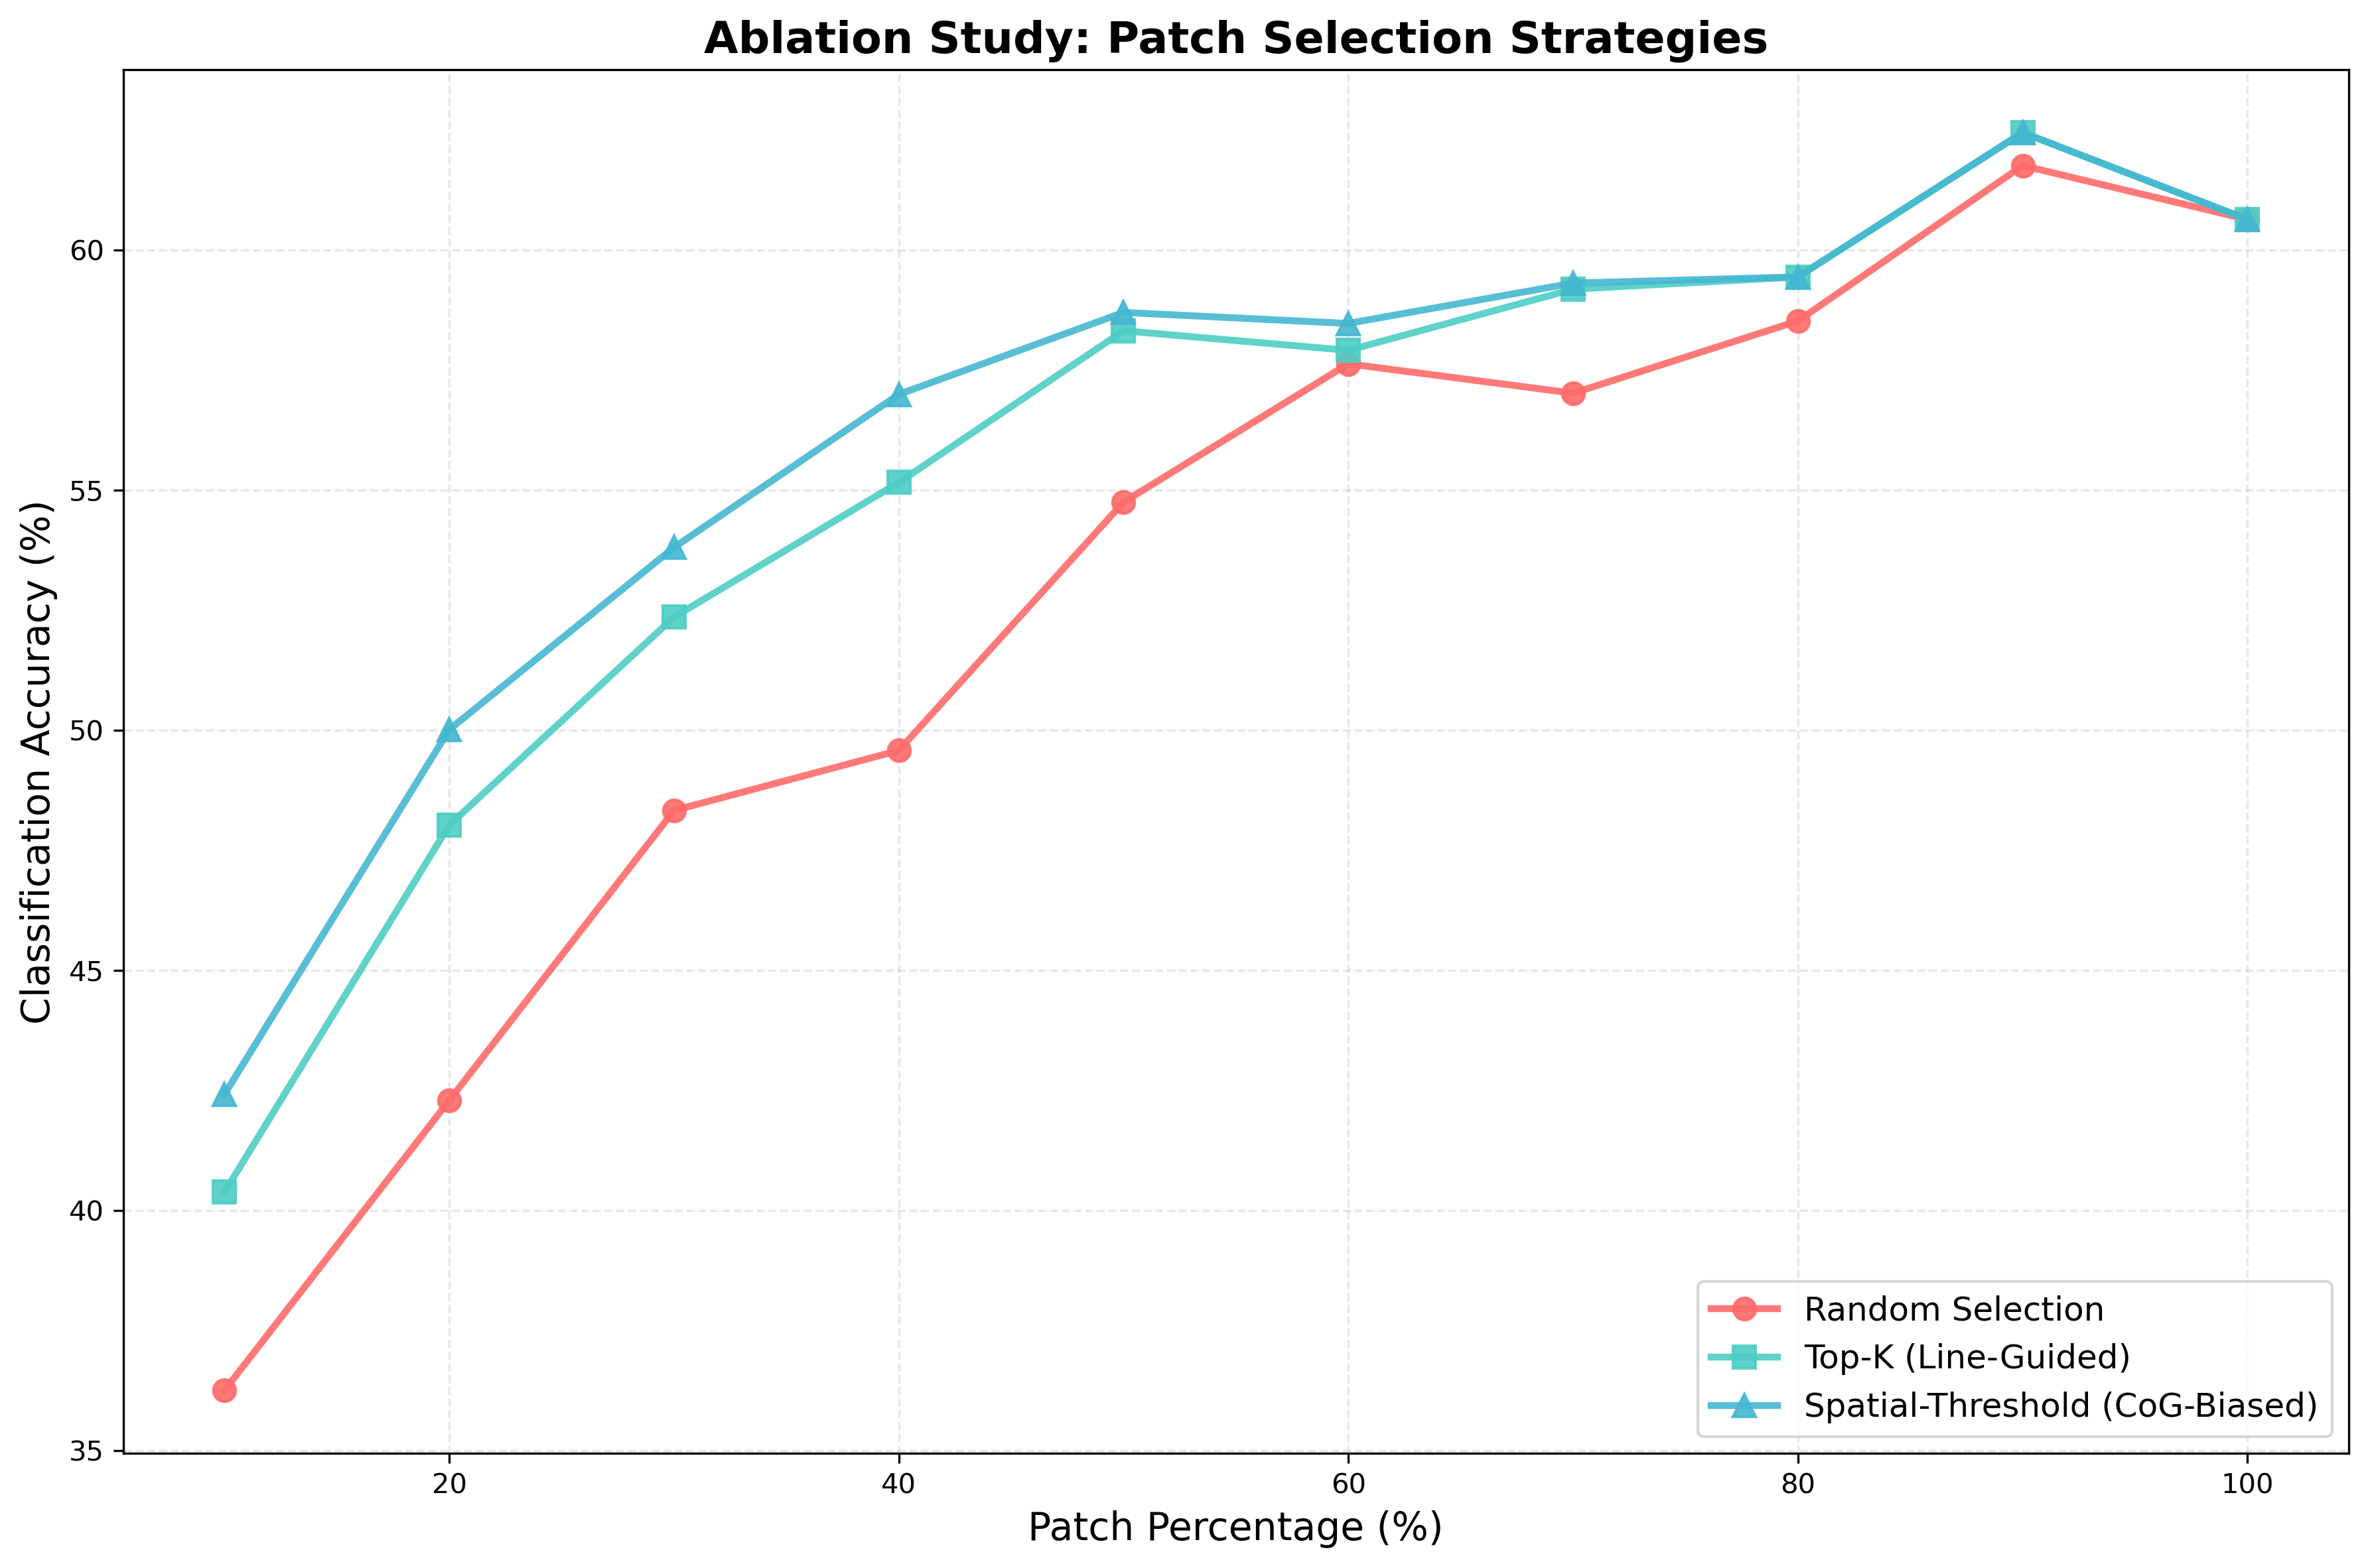 Ablation Study: Patch Selection Strategies
Classification Accuracy (%)
60
55
50
45
40
35
20
40
60
80
100
Patch Percentage (%)
Random Selection
Top-K (Line-Guided)
Spatial-Threshold (CoG-Biased)